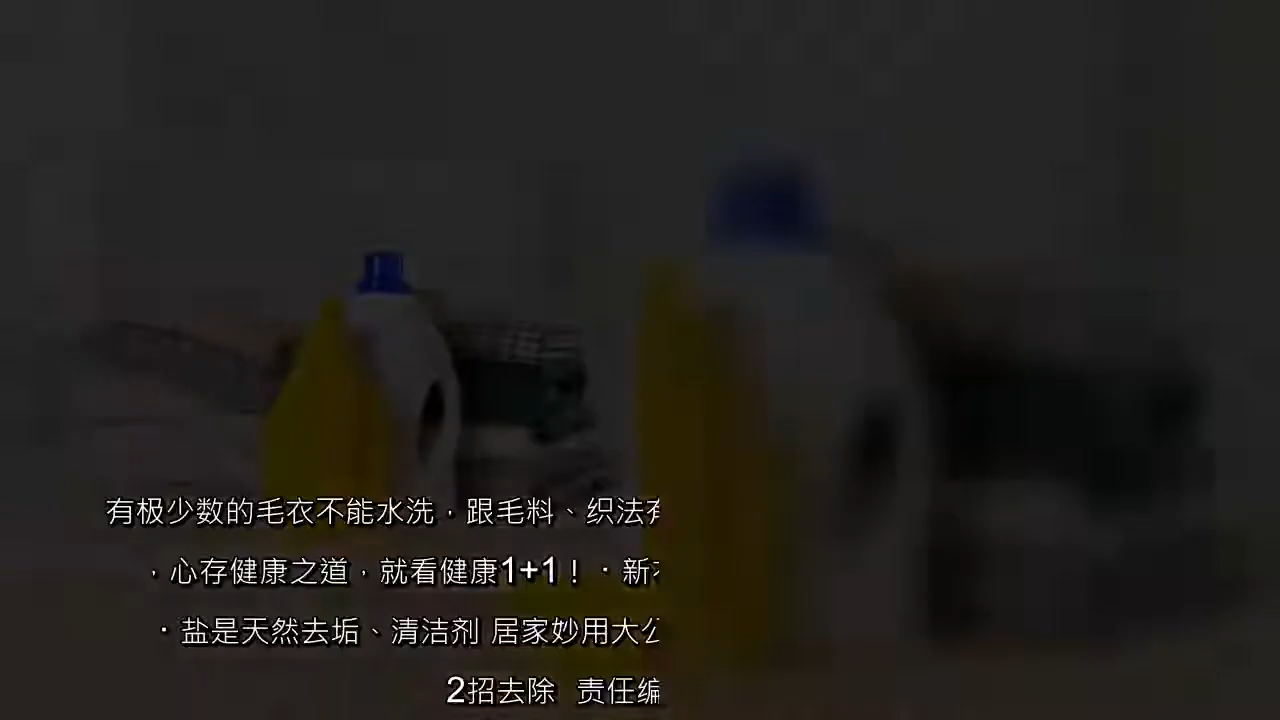 有极少数的毛衣不能水洗，跟毛料、织法
，心存健康之道，就看健康1+1！·新
·盐是天然去垢、清洁剂 居家妙用大公
2招去除 责任编